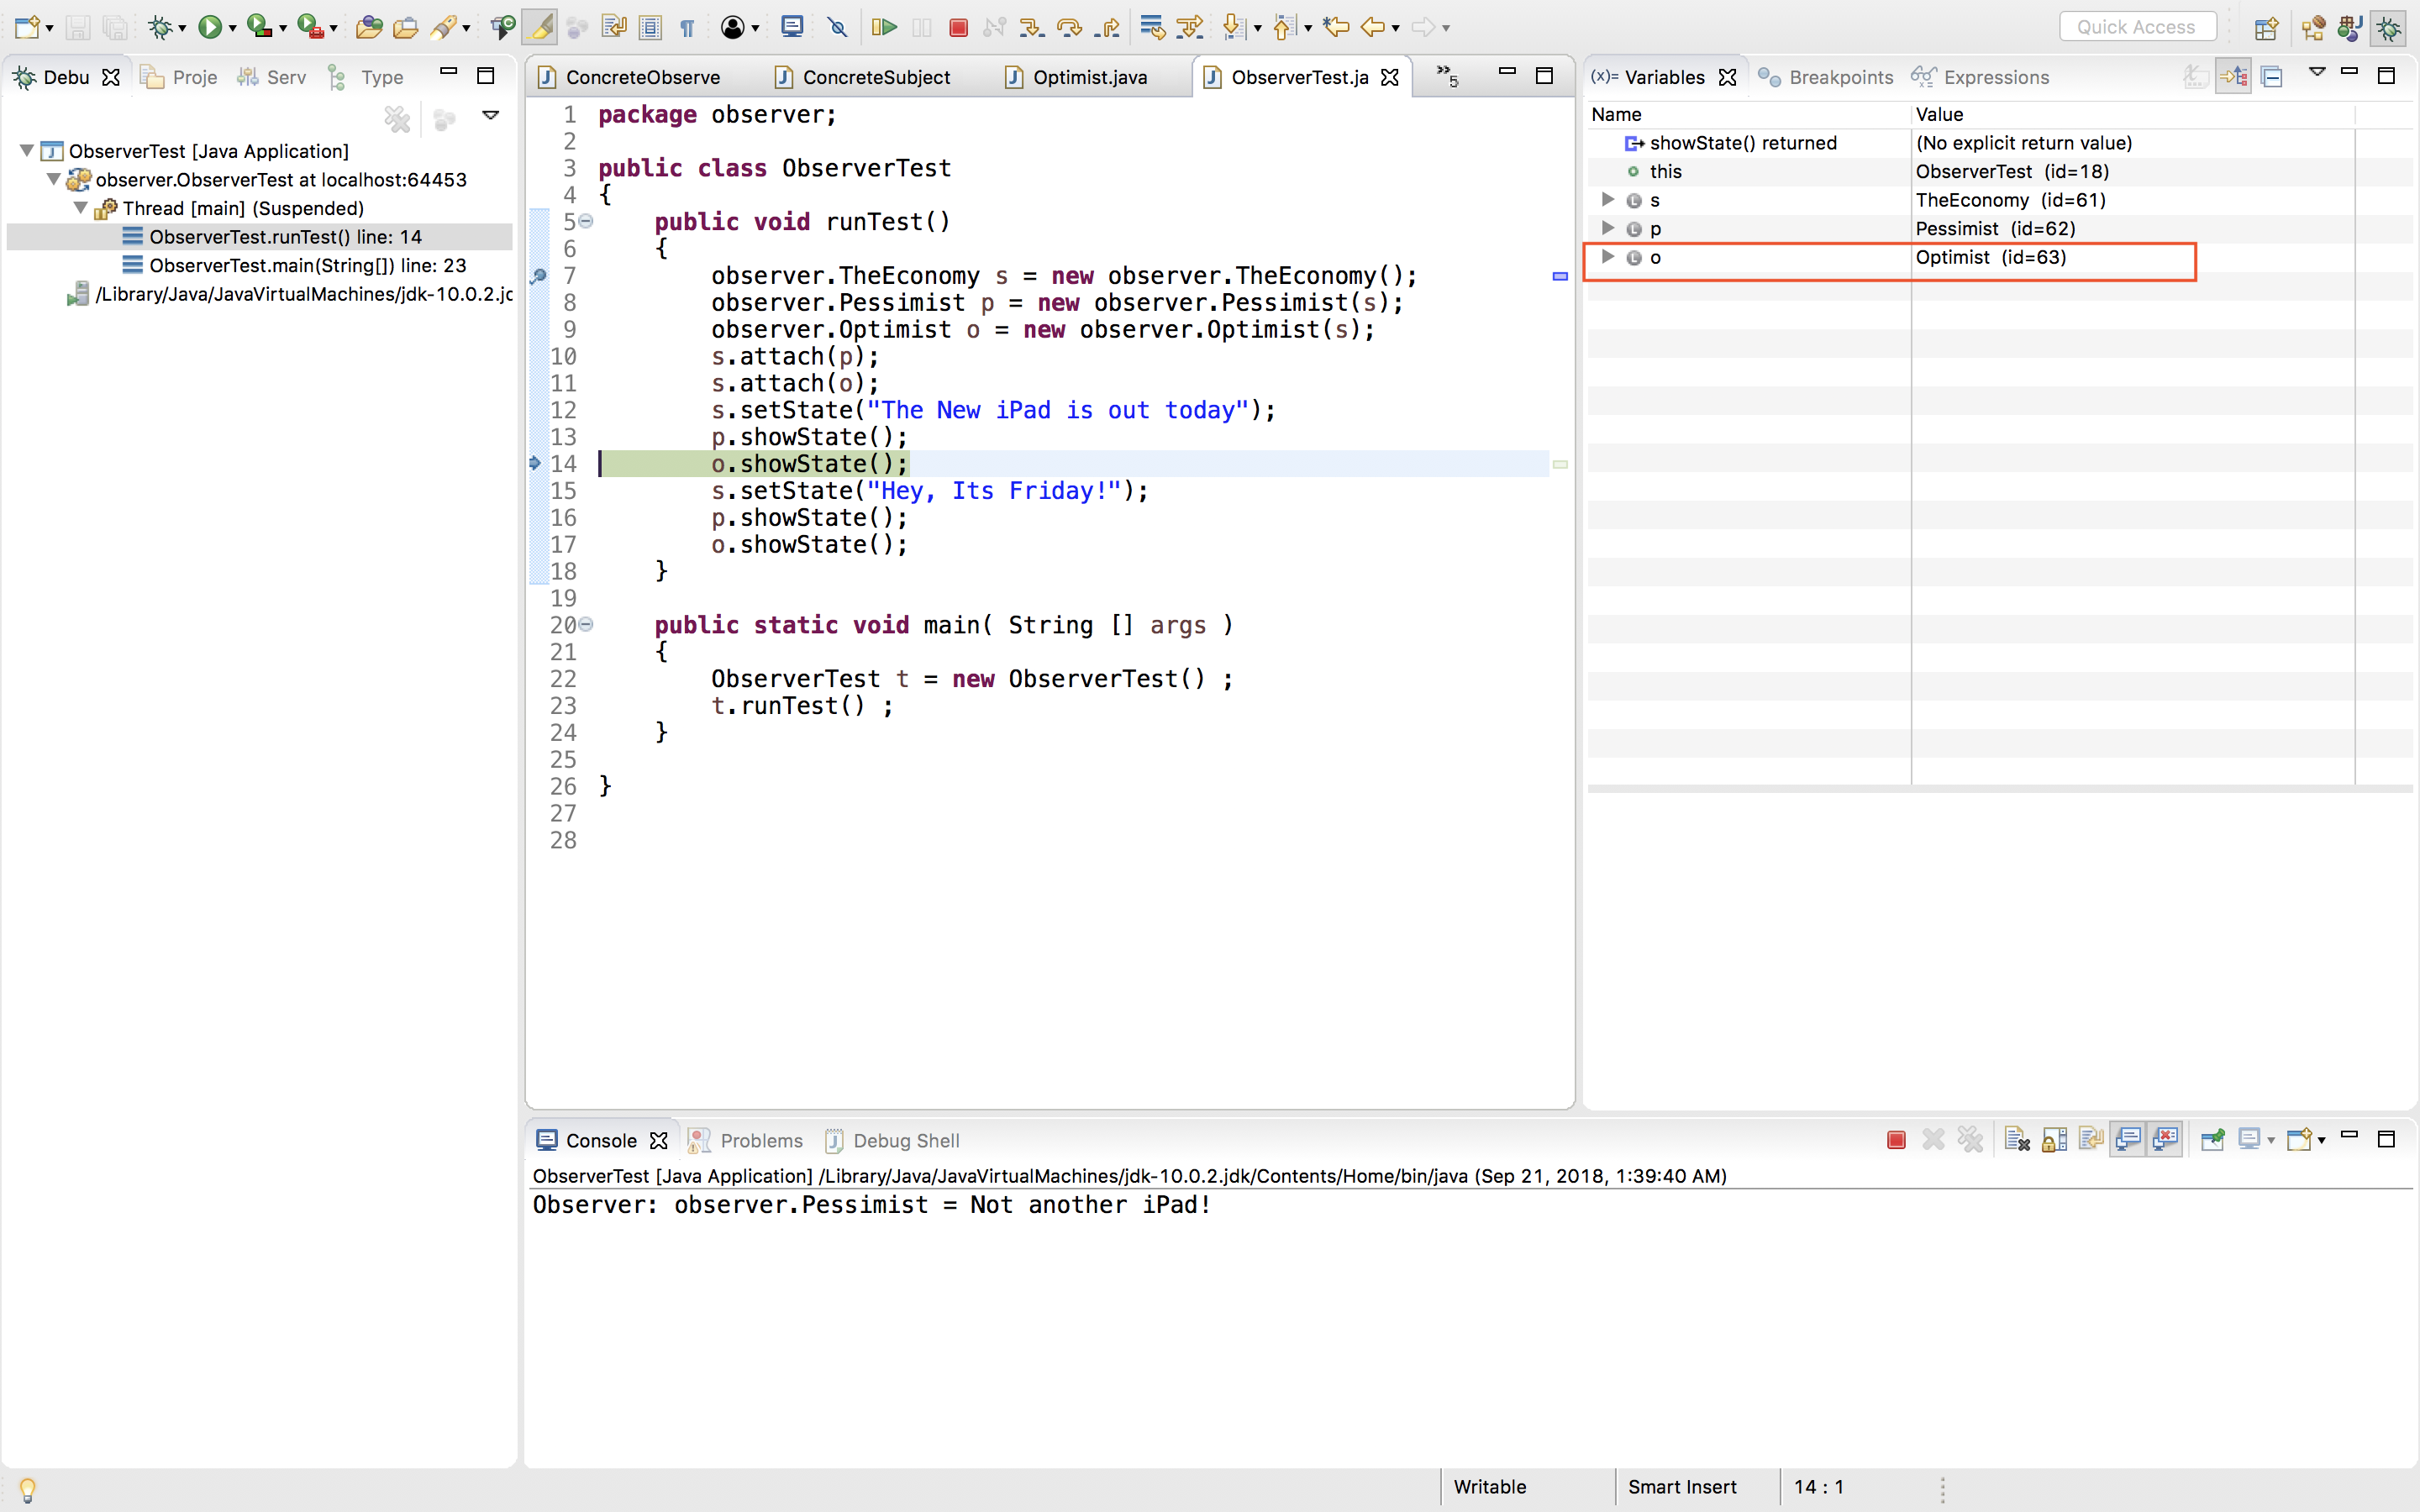 Quick Access
Debu Proje Serv Type
ObserverTest [Java Application]
observer.ObserverTest at localhost:64453
Thread [main] (Suspended)
ObserverTest.runTest() line: 14
ObserverTest.main(String[]) line: 23
/Library/Java/JavaVirtualMachines/jdk-10.0.2.jc
ConcreteObserve ConcreteSubject Optimist.java ObserverTest.ja »5
1 package observer;
2
3 public class ObserverTest
4 {
5 public void runTest()
6 {
7 observer.TheEconomy s = new observer.TheEconomy();
8 observer.Pessimist p = new observer.Pessimist(s);
9 observer.Optimist o = new observer.Optimist(s);
10 s.attach(p);
11 s.attach(o);
12 s.setState("The New iPad is out today");
13 p.showState();
14 o.showState();
15 s.setState("Hey, Its Friday!");
16 p.showState();
17 o.showState();
18 }
19
20 public static void main( String [] args )
21 {
22 ObserverTest t = new ObserverTest() ;
23 t.runTest() ;
24 }
25
26 }
27
28
(x)= Variables Breakpoints Expressions
Name Value
showState() returned (No explicit return value)
this ObserverTest (id=18)
s TheEconomy (id=61)
p Pessimist (id=62)
o Optimist (id=63)
Console Problems Debug Shell
ObserverTest [Java Application] /Library/Java/JavaVirtualMachines/jdk-10.0.2.jdk/Contents/Home/bin/java (Sep 21, 2018, 1:39:40 AM)
Observer: observer.Pessimist = Not another iPad!
Writable Smart Insert 14 : 1